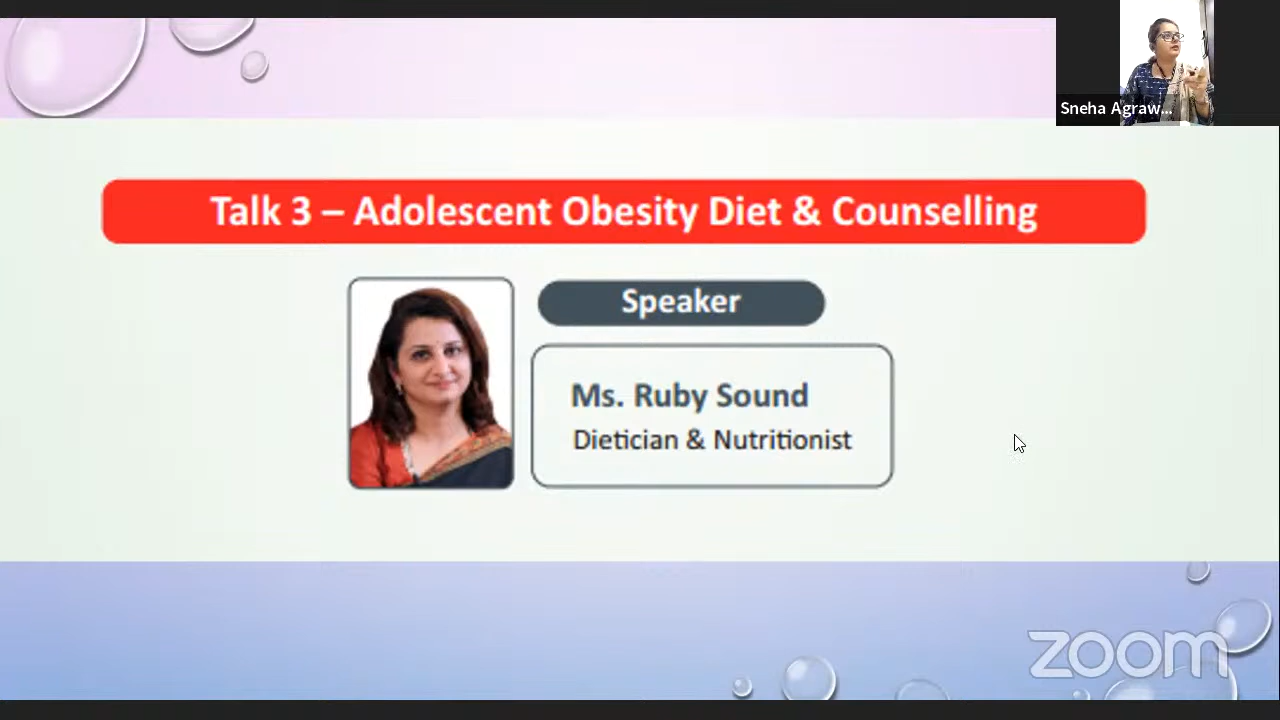 Sneha Agraw...
Talk 3 – Adolescent Obesity Diet & Counselling
Speaker
Ms. Ruby Sound
Dietician & Nutritionist
zoom